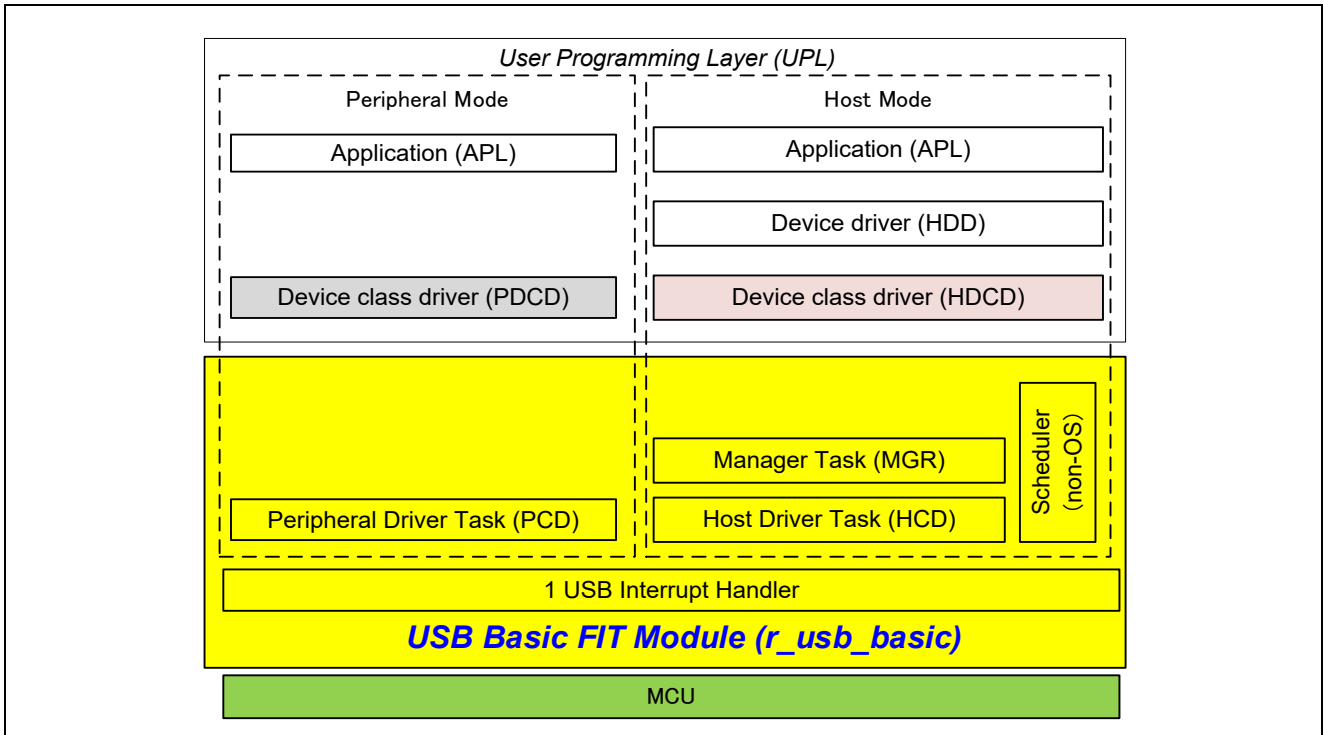 User Programming Layer (UPL)
Peripheral Mode
Host Mode
Application (APL)
Application (APL)
Device driver (HDD)
Device class driver (PDCD)
Device class driver (HDCD)
Scheduler
(non-OS)
Manager Task (MGR)
Peripheral Driver Task (PCD)
Host Driver Task (HCD)
1 USB Interrupt Handler
USB Basic FIT Module (r_usb_basic)
MCU